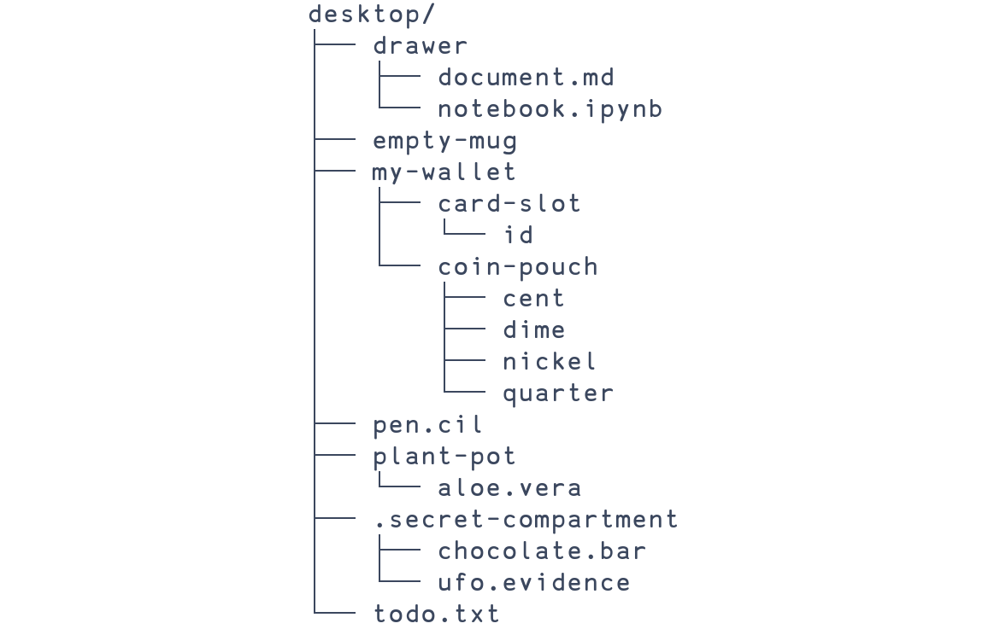 desktop/
drawer
document.md
notebook.ipynb
empty-mug
my-wallet
card-slot
id
coin-pouch
cent
dime
nickel
quarter
pen.cil
plant-pot
aloe.vera
.secret-compartment
chocolate.bar
ufo.evidence
todo.txt